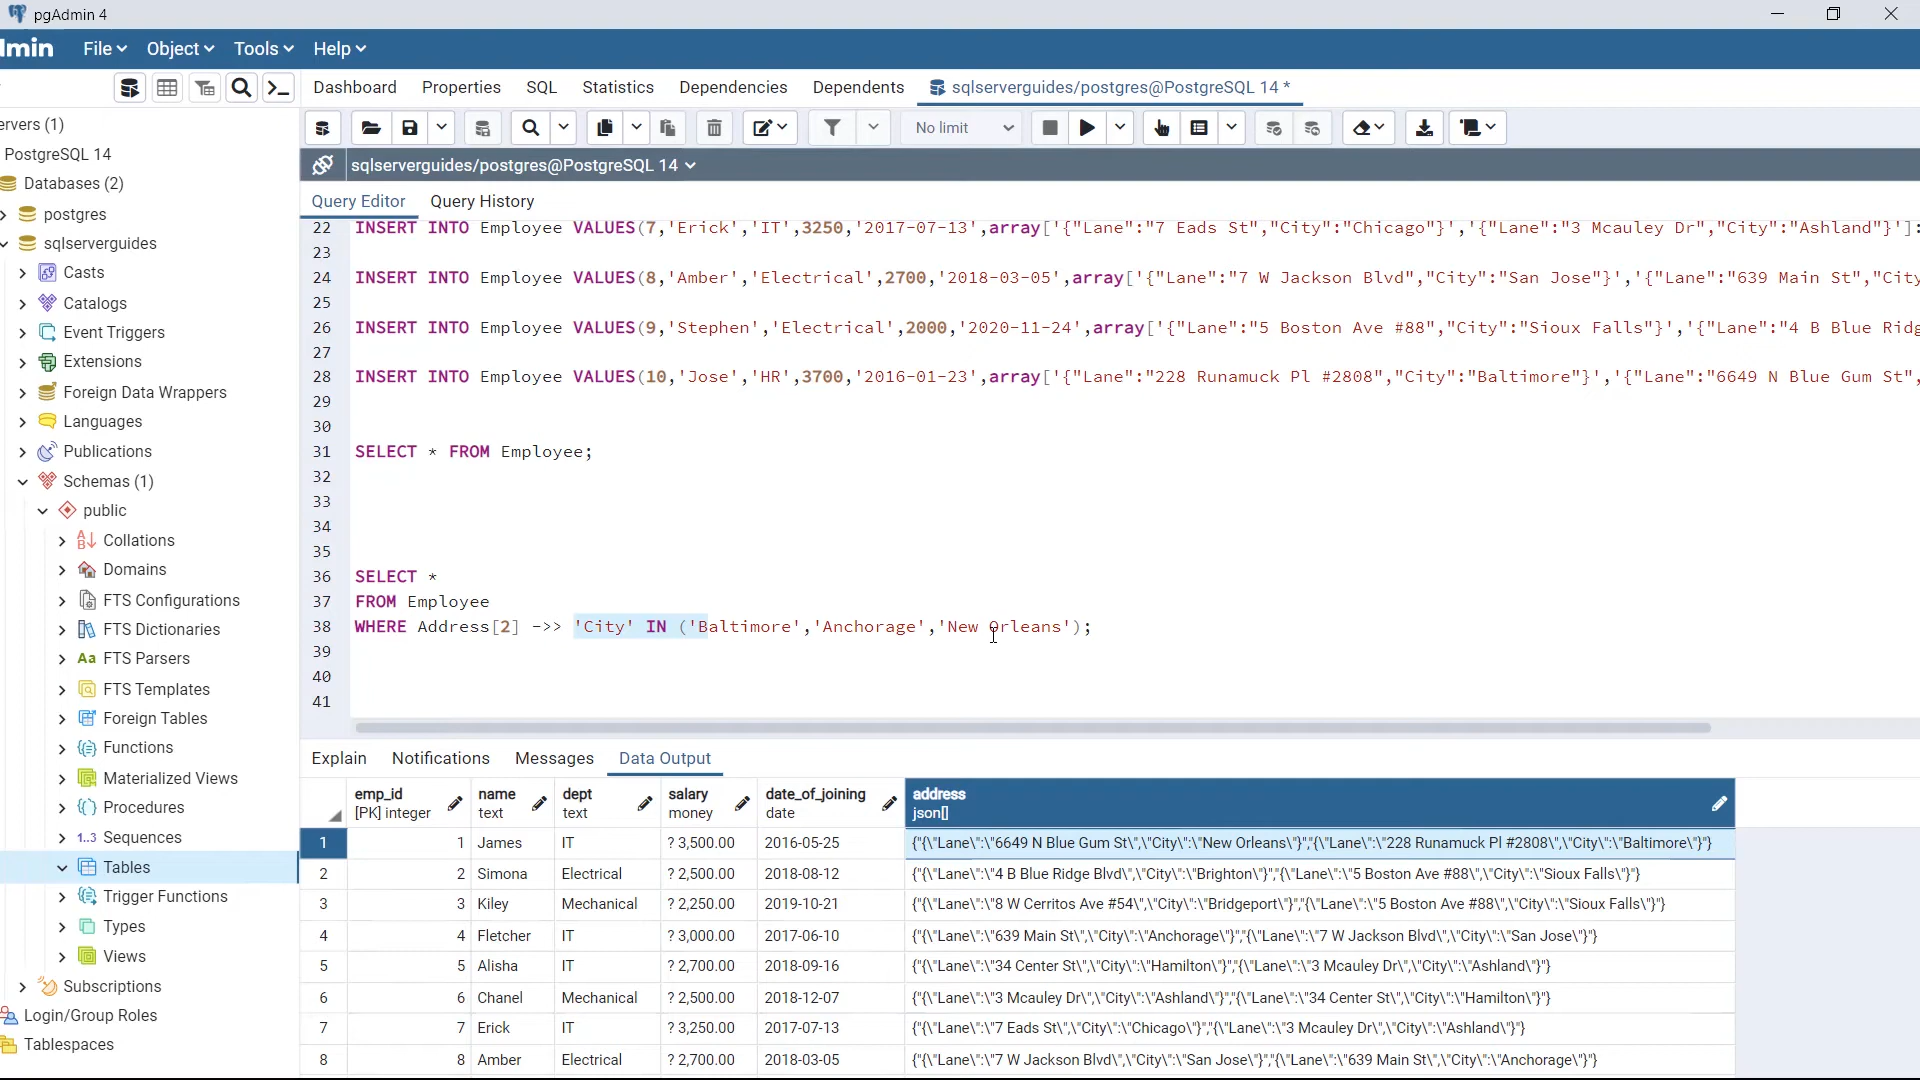 pgAdmin 4
dmin File Object Tools Help
Dashboard Properties SQL Statistics Dependencies Dependents sqlserverguides/postgres@PostgreSQL 14 *
No limit
sqlserverguides/postgres@PostgreSQL 14
Query Editor Query History
ervers (1)
PostgreSQL 14
Databases (2)
postgres
sqlserverguides
Casts
Catalogs
Event Triggers
Extensions
Foreign Data Wrappers
Languages
Publications
Schemas (1)
public
Collations
Domains
FTS Configurations
FTS Dictionaries
Aa FTS Parsers
FTS Templates
Foreign Tables
Functions
Materialized Views
Procedures
1..3 Sequences
Tables
Trigger Functions
Types
Views
Subscriptions
Login/Group Roles
Tablespaces
22 INSERT INTO Employee VALUES(7,'Erick','IT',3250,'2017-07-13',array['{"Lane":"7 Eads St","City":"Chicago"}','{"Lane":"3 Mcauley Dr","City":"Ashland"}']:
23
24 INSERT INTO Employee VALUES(8,'Amber','Electrical',2700,'2018-03-05',array['{"Lane":"7 W Jackson Blvd","City":"San Jose"}','{"Lane":"639 Main St","City
25
26 INSERT INTO Employee VALUES(9,'Stephen','Electrical',2000,'2020-11-24',array['{"Lane":"5 Boston Ave #88","City":"Sioux Falls"}','{"Lane":"4 B Blue Ridg
27
28 INSERT INTO Employee VALUES(10,'Jose','HR',3700,'2016-01-23',array['{"Lane":"228 Runamuck Pl #2808","City":"Baltimore"}','{"Lane":"6649 N Blue Gum St",
29
30
31 SELECT * FROM Employee;
32
33
34
35
36 SELECT *
37 FROM Employee
38 WHERE Address[2] ->> 'City' IN ('Baltimore','Anchorage','New Orleans');
39
40
41
Explain Notifications Messages Data Output
emp_id name dept salary date_of_joining address
[PK] integer text text money date json[]
1 1 James IT ? 3,500.00 2016-05-25 {"{\"Lane\":\"6649 N Blue Gum St\",\"City\":\"New Orleans\"}","{\"Lane\":\"228 Runamuck Pl #2808\",\"City\":\"Baltimore\"}"}
2 2 Simona Electrical ? 2,500.00 2018-08-12 {"{\"Lane\":\"4 B Blue Ridge Blvd\",\"City\":\"Brighton\"}","{\"Lane\":\"5 Boston Ave #88\",\"City\":\"Sioux Falls\"}"}
3 3 Kiley Mechanical ? 2,250.00 2019-10-21 {"{\"Lane\":\"8 W Cerritos Ave #54\",\"City\":\"Bridgeport\"}","{\"Lane\":\"5 Boston Ave #88\",\"City\":\"Sioux Falls\"}"}
4 4 Fletcher IT ? 3,000.00 2017-06-10 {"{\"Lane\":\"639 Main St\",\"City\":\"Anchorage\"}","{\"Lane\":\"7 W Jackson Blvd\",\"City\":\"San Jose\"}"}
5 5 Alisha IT ? 2,700.00 2018-09-16 {"{\"Lane\":\"34 Center St\",\"City\":\"Hamilton\"}","{\"Lane\":\"3 Mcauley Dr\",\"City\":\"Ashland\"}"}
6 6 Chanel Mechanical ? 2,500.00 2018-12-07 {"{\"Lane\":\"3 Mcauley Dr\",\"City\":\"Ashland\"}","{\"Lane\":\"34 Center St\",\"City\":\"Hamilton\"}"}
7 7 Erick IT ? 3,250.00 2017-07-13 {"{\"Lane\":\"7 Eads St\",\"City\":\"Chicago\"}","{\"Lane\":\"3 Mcauley Dr\",\"City\":\"Ashland\"}"}
8 8 Amber Electrical ? 2,700.00 2018-03-05 {"{\"Lane\":\"7 W Jackson Blvd\",\"City\":\"San Jose\"}","{\"Lane\":\"639 Main St\",\"City\":\"Anchorage\"}"}